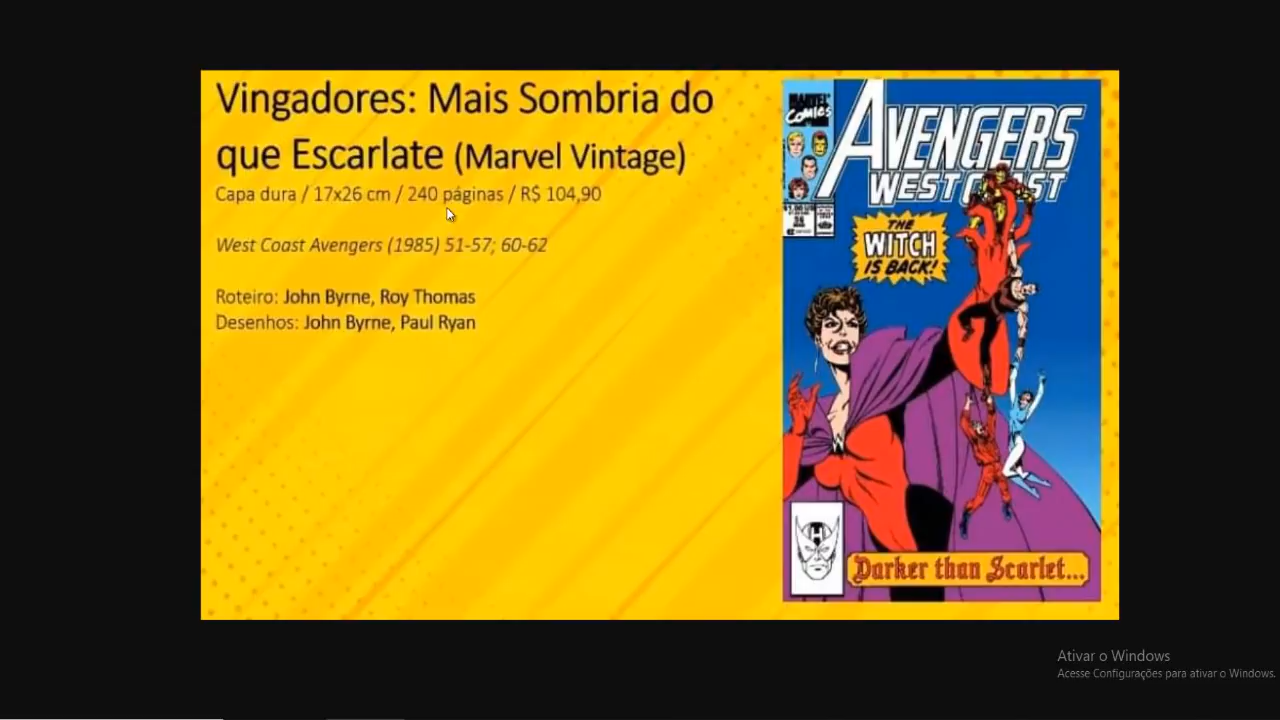 Vingadores: Mais Sombria do
que Escarlate (Marvel Vintage)
Capa dura / 17x26 cm / 240 páginas / R$ 104,90
West Coast Avengers (1985) 51-57; 60-62
Roteiro: John Byrne, Roy Thomas
Desenhos: John Byrne, Paul Ryan
MARVEL
COMICS
AVENGERS
WEST COAST
THE
WITCH
IS BACK!
Darker than Scarlet...
Ativar o Windows
Acesse Configurações para ativar o Windows.